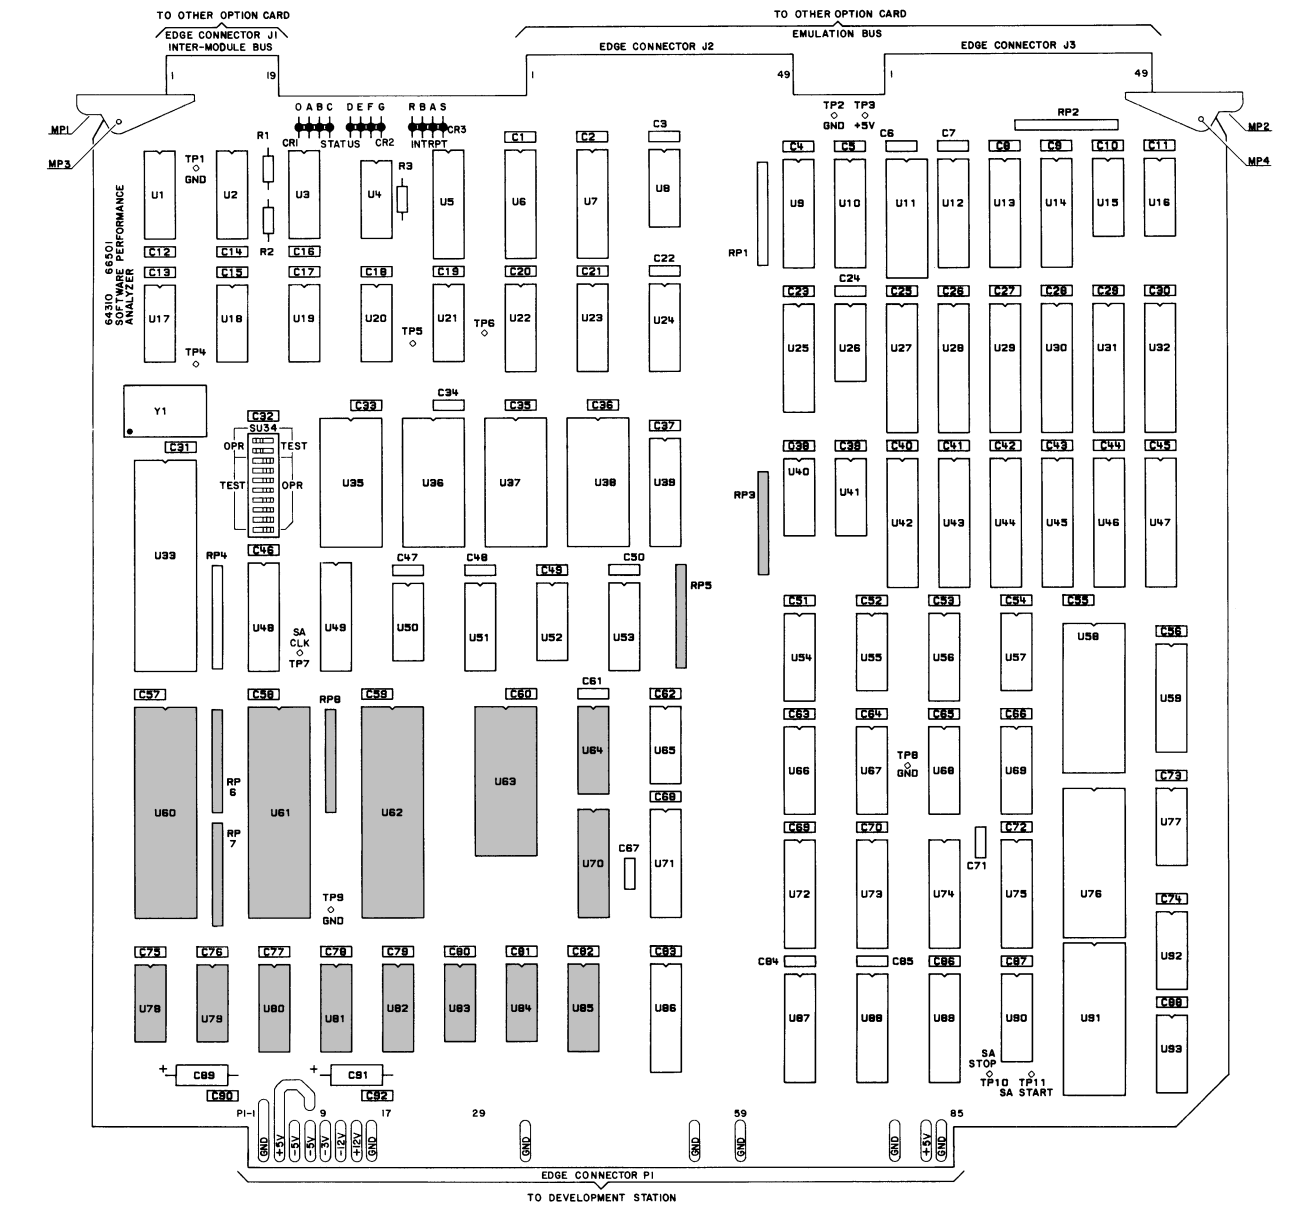 TO OTHER OPTION CARD
TO OTHER OPTION CARD
EDGE CONNECTOR J1
INTER-MODULE BUS
EMULATION BUS
EDGE CONNECTOR J2
EDGE CONNECTOR J3
1
19
1
49
1
49
O A B C
D E F G
R B A S
CR3
CR1
STATUS
CR2
INTRPT
TP2
GND
TP3
+5V
RP2
MP1
MP3
MP2
MP4
R1
TP1
GND
R3
C1
C2
C3
C4
C5
C6
C7
C8
C9
C10
C11
U1
U2
U3
U4
U5
U6
U7
U8
U9
U10
U11
U12
U13
U14
U15
U16
R2
RP1
C12
C14
C16
C13
C15
C17
C18
C19
C20
C21
C22
C23
C24
C25
C26
C27
C28
C29
C30
64310 66501
SOFTWARE PERFORMANCE
ANALYZER
U17
U18
U19
U20
U21
U22
U23
U24
U25
U26
U27
U28
U29
U30
U31
U32
TP4
TP5
TP6
Y1
C31
C32
SU34
OPR
TEST
TEST
OPR
C33
C34
C35
C36
C37
O38
C39
C40
C41
C42
C43
C44
C45
U33
U35
U36
U37
U38
U39
U40
U41
U42
U43
U44
U45
U46
U47
RP3
RP4
C46
C47
C48
C49
C50
RP5
C51
C52
C53
C54
C55
C56
U48
SA
CLK
TP7
U49
U50
U51
U52
U53
U54
U55
U56
U57
U58
U59
C57
C58
RP8
C59
C60
C61
C62
C63
C64
C65
C66
C73
U60
RP
6
RP
7
U61
U62
U63
U64
U65
U66
U67
TP8
GND
U68
U69
U77
C68
C69
C70
C71
C72
C67
U70
U71
U72
U73
U74
U75
U76
C74
TP9
GND
C75
C76
C77
C78
C79
C80
C81
C82
C83
C84
C85
C86
C87
C88
U78
U79
U80
U81
U82
U83
U84
U85
U86
U87
U88
U89
U90
U91
U92
U93
+
C89
C90
+
C91
C92
SA
STOP
TP10
TP11
SA START
P1-1
9
17
29
59
85
GND
+5V
-5V
-5V
-3V
-12V
+12V
GND
GND
GND
GND
GND
+5V
GND
EDGE CONNECTOR P1
TO DEVELOPMENT STATION